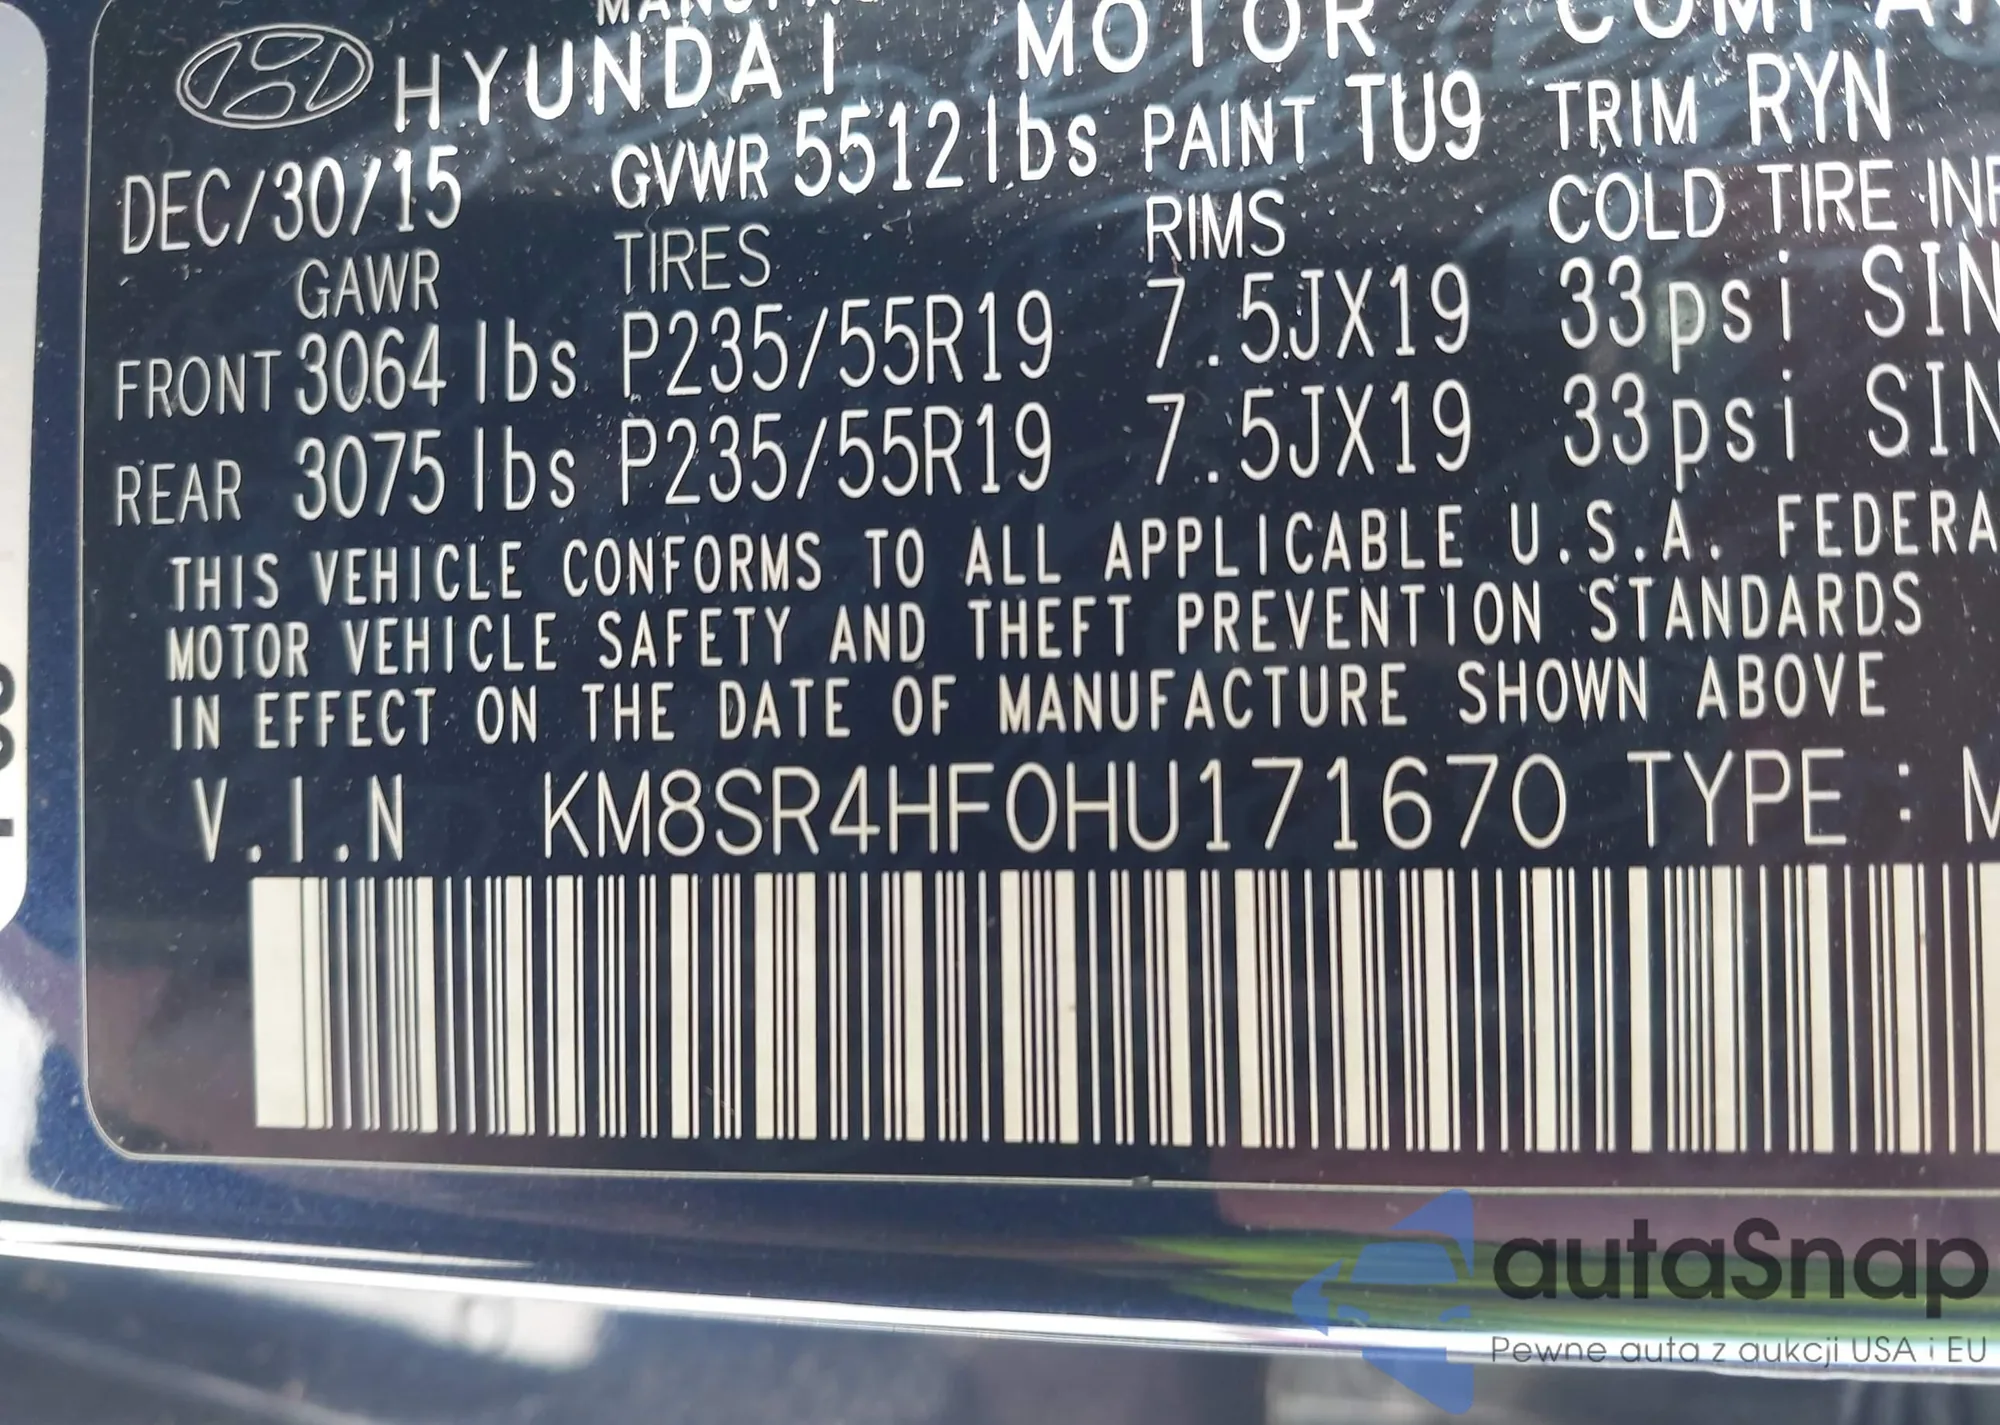 HYUNDAI MOTOR
DEC/30/15 GVWR 5512lbs PAINT TU9 TRIM RYN
GAWR TIRES RIMS COLD TIRE
FRONT 3064 lbs P235/55R19 7.5JX19 33psi SIN
REAR 3075 lbs P235/55R19 7.5JX19 33psi SIN
THIS VEHICLE CONFORMS TO ALL APPLICABLE U.S.A. FEDERA
MOTOR VEHICLE SAFETY AND THEFT PREVENTION STANDARDS
IN EFFECT ON THE DATE OF MANUFACTURE SHOWN ABOVE
V.I.N KM8SR4HF0HU171670 TYPE : M
autaSnap
Pewne auta z aukcji USA i EU